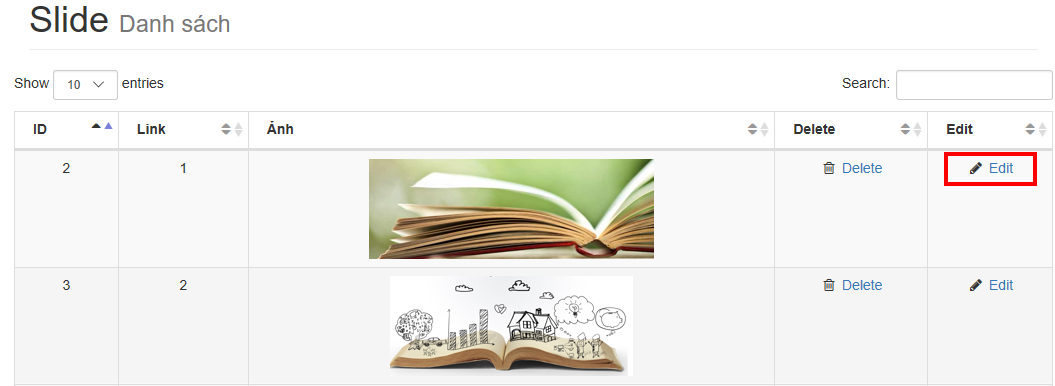 Slide Danh sách
Show 10 entries Search:
ID Link Ảnh Delete Edit
2 1 Delete Edit
3 2 Delete Edit